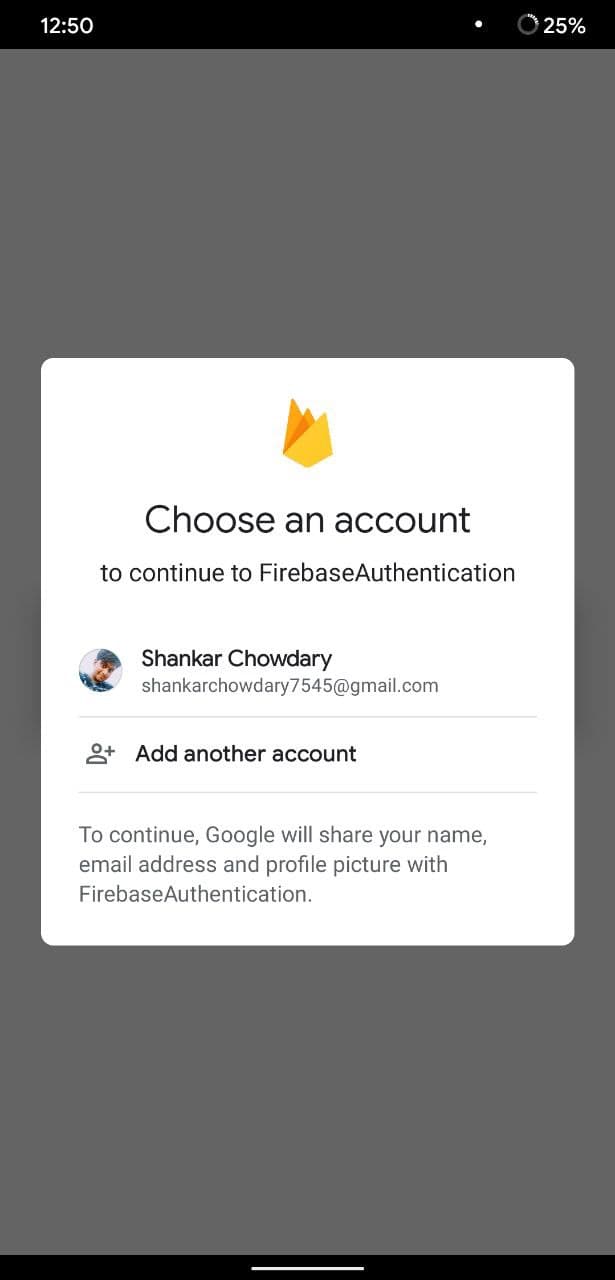 12:50
25%
Choose an account
to continue to FirebaseAuthentication
Shankar Chowdary
shankarchowdary7545@gmail.com
Add another account
To continue, Google will share your name,
email address and profile picture with
FirebaseAuthentication.